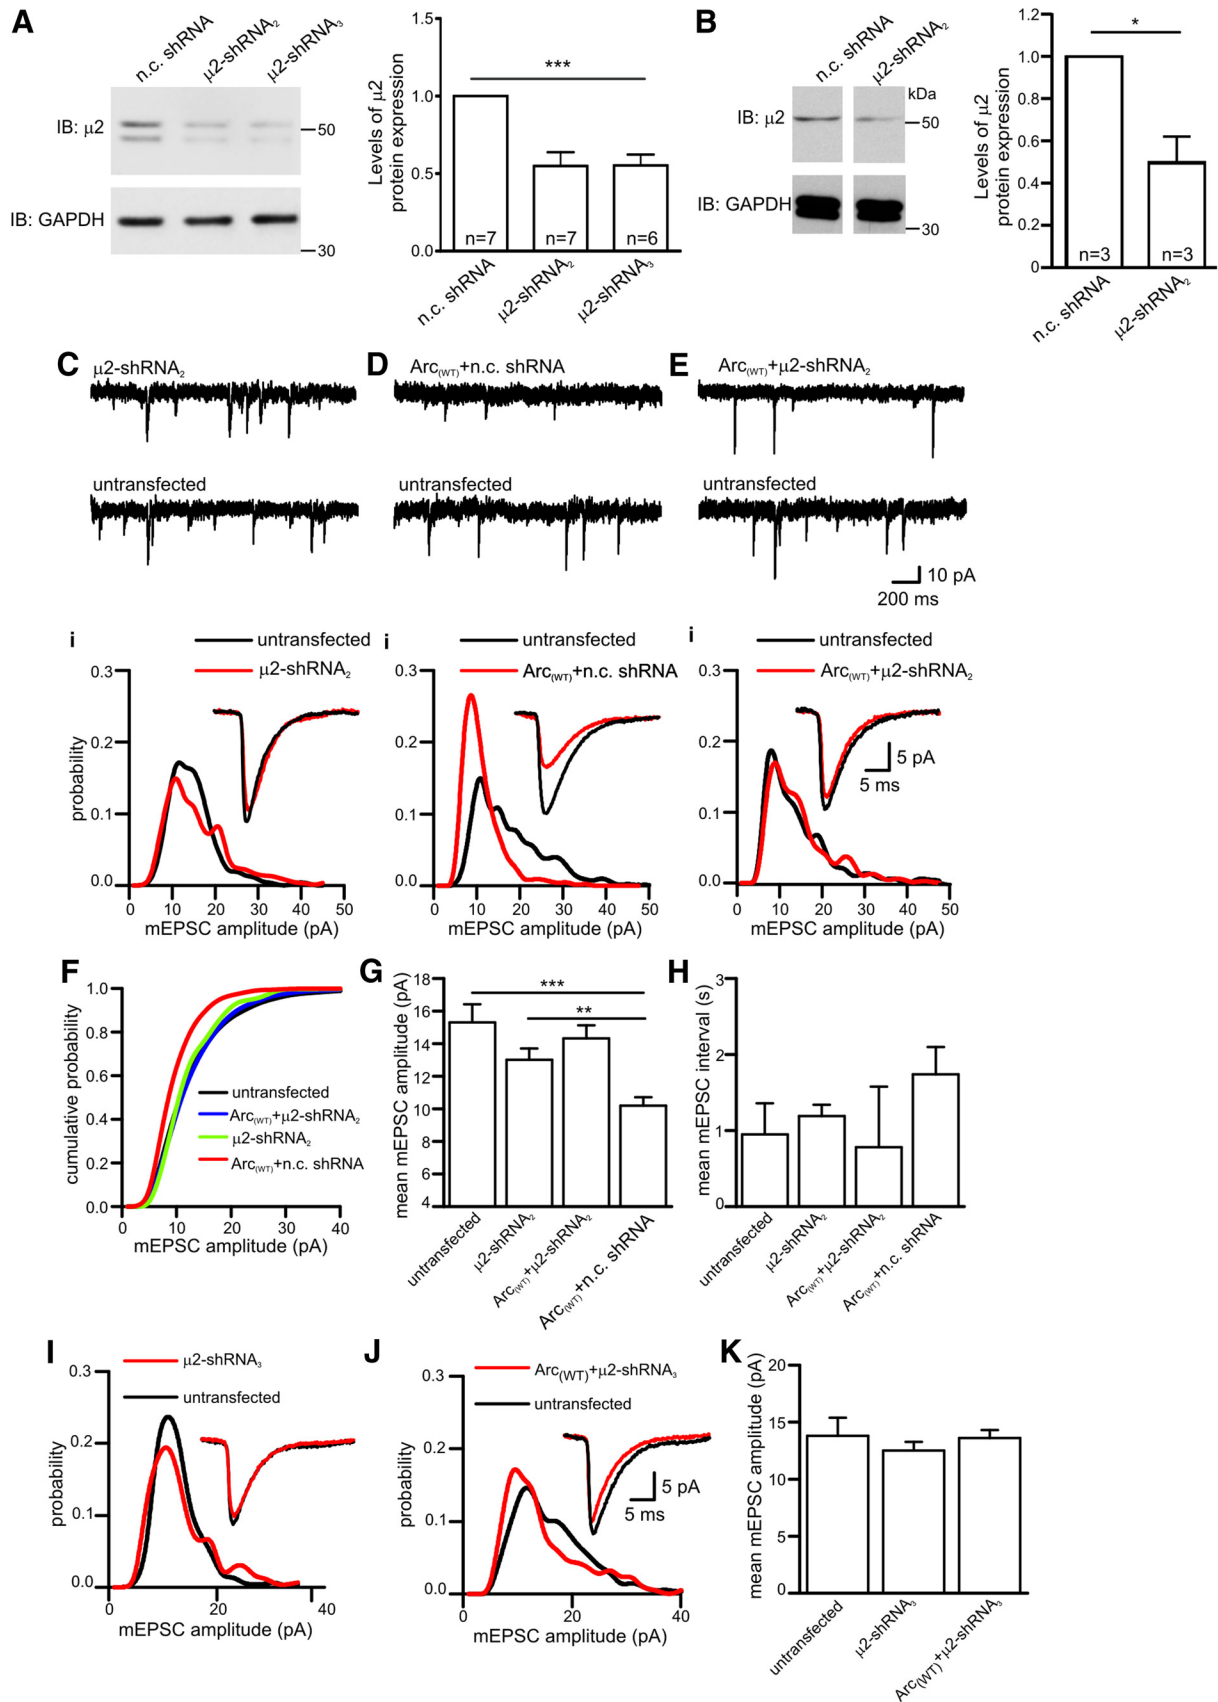 A
n.c. shRNA
μ2-shRNA₂
μ2-shRNA₃
IB: μ2
50
IB: GAPDH
30
Levels of μ2
protein expression
1.5
1.0
0.5
0.0
***
n=7
n=7
n=6
n.c. shRNA
μ2-shRNA₂
μ2-shRNA₃
B
n.c. shRNA
μ2-shRNA₂
kDa
IB: μ2
50
IB: GAPDH
30
Levels of μ2
protein expression
1.2
1
0.8
0.6
0.4
0.2
0
*
n=3
n=3
n.c. shRNA
μ2-shRNA₂
C
μ2-shRNA₂
untransfected
D
Arc(WT)+n.c. shRNA
untransfected
E
Arc(WT)+μ2-shRNA₂
untransfected
10 pA
200 ms
i
untransfected
μ2-shRNA₂
probability
0.3
0.2
0.1
0.0
0 10 20 30 40 50
mEPSC amplitude (pA)
i
untransfected
Arc(WT)+n.c. shRNA
0.3
0.2
0.1
0.0
0 10 20 30 40 50
mEPSC amplitude (pA)
i
untransfected
Arc(WT)+μ2-shRNA₂
0.3
0.2
0.1
0.0
5 pA
5 ms
0 10 20 30 40 50
mEPSC amplitude (pA)
F
cumulative probability
1.0
0.8
0.6
0.4
0.2
0.0
untransfected
Arc(WT)+μ2-shRNA₂
μ2-shRNA₂
Arc(WT)+n.c. shRNA
0 10 20 30 40
mEPSC amplitude (pA)
G
mean mEPSC amplitude (pA)
18
16
14
12
10
8
6
4
***
**
untransfected
μ2-shRNA₂
Arc(WT)+μ2-shRNA₂
Arc(WT)+n.c. shRNA
H
mean mEPSC interval (s)
3
2
1
0
untransfected
μ2-shRNA₂
Arc(WT)+μ2-shRNA₂
Arc(WT)+n.c. shRNA
I
μ2-shRNA₃
untransfected
probability
0.3
0.2
0.1
0.0
0 20 40
mEPSC amplitude (pA)
J
Arc(WT)+μ2-shRNA₃
untransfected
probability
0.3
0.2
0.1
0.0
5 pA
5 ms
0 20 40
mEPSC amplitude (pA)
K
mean mEPSC amplitude (pA)
20
15
10
5
0
untransfected
μ2-shRNA₃
Arc(WT)+μ2-shRNA₃